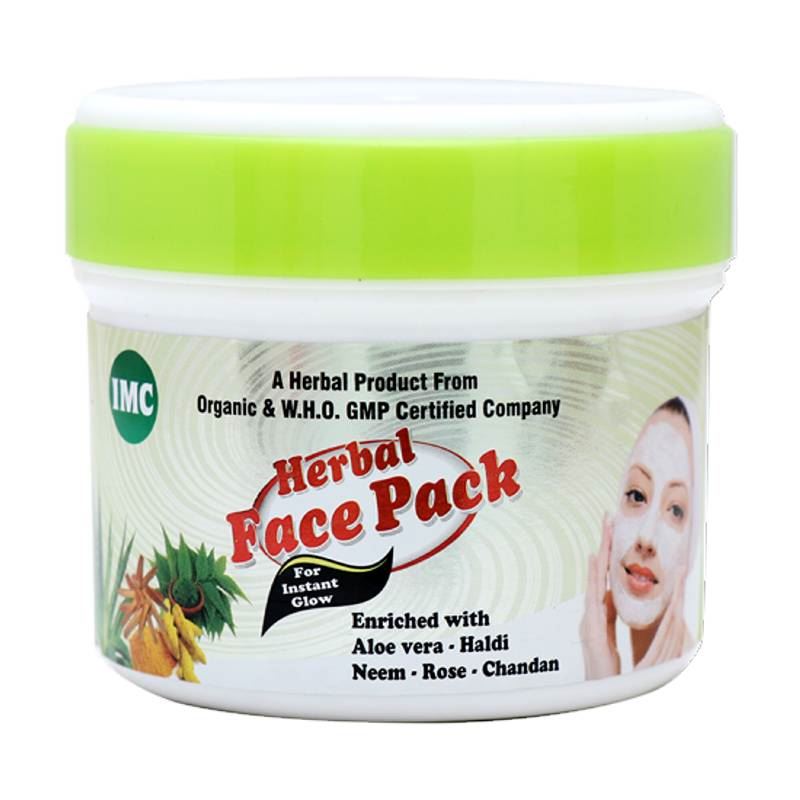 IMC
A Herbal Product From
Organic & W.H.O. GMP Certified Company
Herbal
Face Pack
For
Instant
Glow
Enriched with
Aloe vera - Haldi
Neem - Rose - Chandan